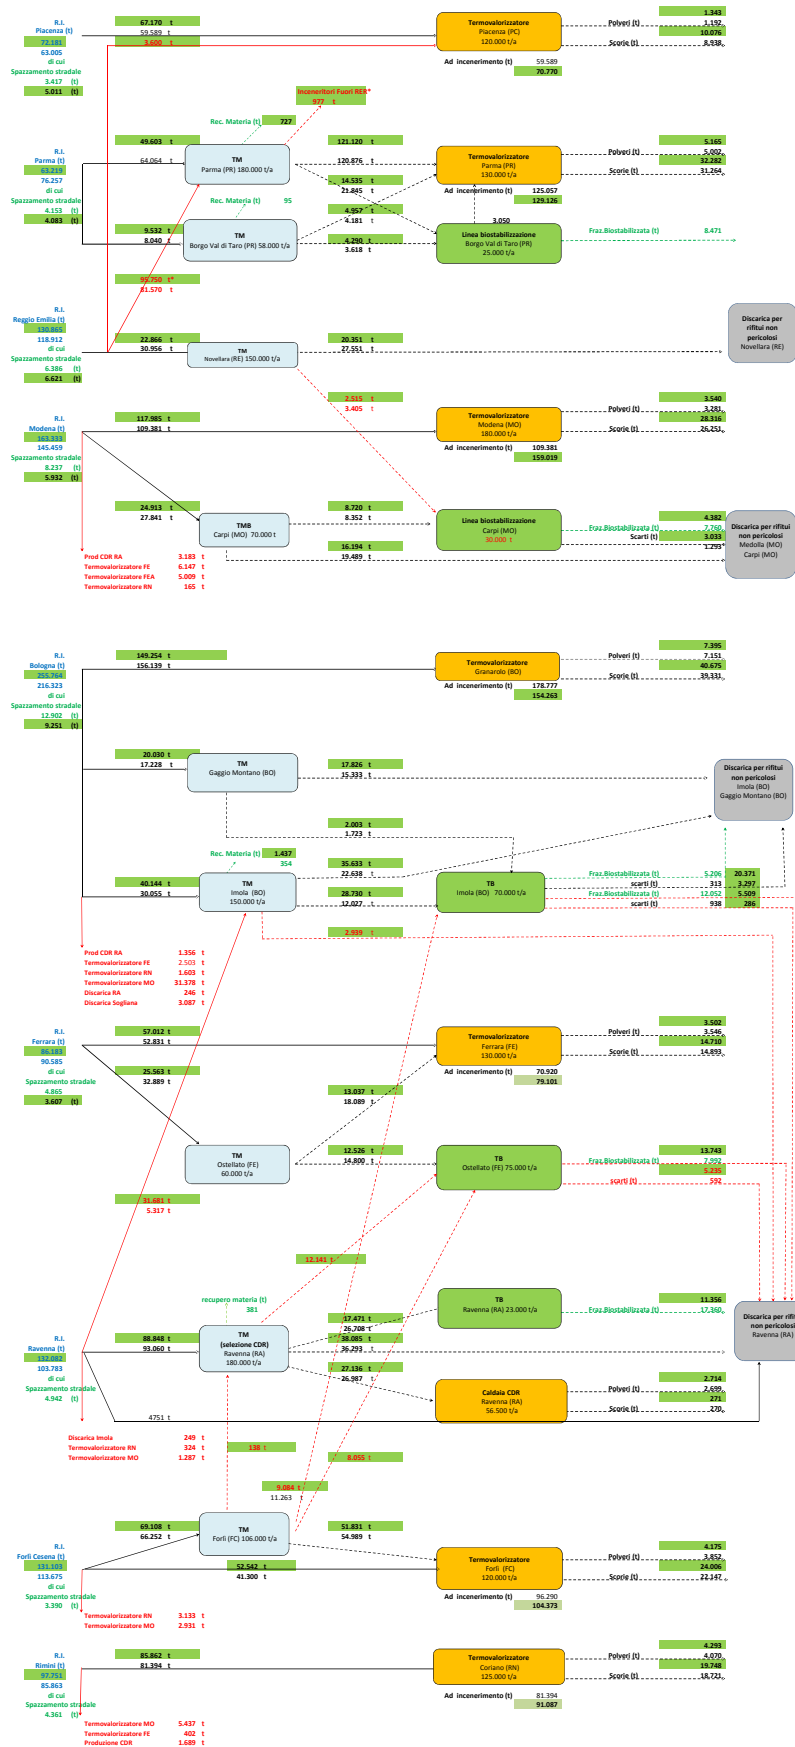 R.I.
Piacenza (t)
72.181
63.005
di cui
Spazzamento stradale
3.417 (t)
5.011 (t)
67.170 t
59.589 t
3.600 t
Termovalorizzatore
Piacenza (PC)
120.000 t/a
Ad incenerimento (t) 59.589
70.770
1.343
Polveri (t) 1.192
10.076
Scorie (t) 8.938
Inceneritori Fuori RER*
977 t
Rec. Materia (t) 727
R.I.
Parma (t)
63.219
76.257
di cui
Spazzamento stradale
4.153 (t)
4.083 (t)
49.603 t
64.064 t
TM
Parma (PR) 180.000 t/a
121.120 t
120.876 t
14.535 t
21.845 t
Termovalorizzatore
Parma (PR)
130.000 t/a
Ad incenerimento (t) 125.057
129.126
5.165
Polveri (t) 5.002
32.282
Scorie (t) 31.264
Rec. Materia (t) 95
9.532 t
8.040 t
TM
Borgo Val di Taro (PR) 58.000 t/a
4.957 t
4.181 t
4.290 t
3.618 t
3.050
Linea biostabilizzazione
Borgo Val di Taro (PR)
25.000 t/a
Fraz.Biostabilizzata (t) 8.471
95.750 t*
81.570 t
R.I.
Reggio Emilia (t)
130.865
118.912
di cui
Spazzamento stradale
6.386 (t)
6.621 (t)
22.866 t
30.956 t
TM
Novellara (RE) 150.000 t/a
20.351 t
27.551 t
Discarica per
rifitui non
pericolosi
Novellara (RE)
2.515 t
3.405 t
R.I.
Modena (t)
163.333
145.459
Spazzamento stradale
8.237 (t)
5.932 (t)
117.985 t
109.381 t
Termovalorizzatore
Modena (MO)
180.000 t/a
Ad incenerimento (t) 109.381
159.019
3.540
Polveri (t) 3.281
28.316
Scorie (t) 26.251
24.913 t
27.841 t
TMB
Carpi (MO) 70.000 t
8.720 t
8.352 t
16.194 t
19.489 t
Linea biostabilizzazione
Carpi (MO)
30.000 t
4.382
Fraz.Biostabilizzata (t) 7.760
Scarti (t) 3.033
1.293
Discarica per rifitui
non pericolosi
Medolla (MO)
Carpi (MO)
Prod CDR RA 3.183 t
Termovalorizzatore FE 6.147 t
Termovalorizzatore FEA 5.009 t
Termovalorizzatore RN 165 t
R.I.
Bologna (t)
255.764
216.323
di cui
Spazzamento stradale
12.902 (t)
9.251 (t)
149.254 t
156.139 t
Termovalorizzatore
Granarolo (BO)
Ad incenerimento (t) 178.777
154.263
7.395
Polveri (t) 7.151
40.675
Scorie (t) 39.331
20.030 t
17.228 t
TM
Gaggio Montano (BO)
17.826 t
15.333 t
Discarica per rifitui
non pericolosi
Imola (BO)
Gaggio Montano (BO)
2.003 t
1.723 t
Rec. Materia (t) 1.437
354
40.144 t
30.055 t
TM
Imola (BO)
150.000 t/a
35.633 t
22.638 t
28.730 t
12.027 t
TB
Imola (BO) 70.000 t/a
Fraz.Biostabilizzata (t) 5.206 20.371
scarti (t) 313 3.297
Fraz.Biostabilizzata (t) 12.052 5.509
scarti (t) 938 286
2.939 t
Prod CDR RA 1.356 t
Termovalorizzatore FE 2.503 t
Termovalorizzatore RN 1.603 t
Termovalorizzatore MO 31.378 t
Discarica RA 246 t
Discarica Sogliana 3.087 t
R.I.
Ferrara (t)
86.183
90.585
di cui
Spazzamento stradale
4.865
3.607 (t)
57.012 t
52.831 t
25.563 t
32.889 t
Termovalorizzatore
Ferrara (FE)
130.000 t/a
Ad incenerimento (t) 70.920
79.101
3.502
Polveri (t) 3.546
14.710
Scorie (t) 14.893
13.037 t
18.089 t
TM
Ostellato (FE)
60.000 t/a
12.526 t
14.800 t
TB
Ostellato (FE) 75.000 t/a
13.743
Fraz.Biostabilizzata (t) 7.992
5.235
scarti (t) 592
31.681 t
5.317 t
12.141 t
recupero materia (t)
381
TB
Ravenna (RA) 23.000 t/a
11.356
Fraz.Biostabilizzata (t) 17.360
Discarica per rifitui
non pericolosi
Ravenna (RA)
R.I.
Ravenna (t)
132.082
103.783
di cui
Spazzamento stradale
4.942 (t)
88.848 t
93.060 t
TM
(selezione CDR)
Ravenna (RA)
180.000 t/a
17.471 t
26.708 t
38.085 t
36.293 t
27.136 t
26.987 t
Caldaia CDR
Ravenna (RA)
56.500 t/a
2.714
Polveri (t) 2.699
271
Scorie (t) 270
4751 t
Discarica Imola 249 t
Termovalorizzatore RN 324 t
Termovalorizzatore MO 1.287 t
138 t
8.055 t
9.084 t
11.263 t
R.I.
Forlì Cesena (t)
131.103
113.675
di cui
Spazzamento stradale
3.390 (t)
69.108 t
66.252 t
TM
Forlì (FC) 106.000 t/a
51.831 t
54.989 t
52.542 t
41.300 t
Termovalorizzatore
Forlì (FC)
120.000 t/a
Ad incenerimento (t) 96.290
104.373
4.175
Polveri (t) 3.852
24.006
Scorie (t) 22.147
Termovalorizzatore RN 3.133 t
Termovalorizzatore MO 2.931 t
R.I.
Rimini (t)
97.751
85.863
di cui
Spazzamento stradale
4.361 (t)
85.862 t
81.394 t
Termovalorizzatore
Coriano (RN)
125.000 t/a
Ad incenerimento (t) 81.394
91.087
4.293
Polveri (t) 4.070
19.748
Scorie (t) 18.721
Termovalorizzatore MO 5.437 t
Termovalorizzatore FE 402 t
Produzione CDR 1.689 t